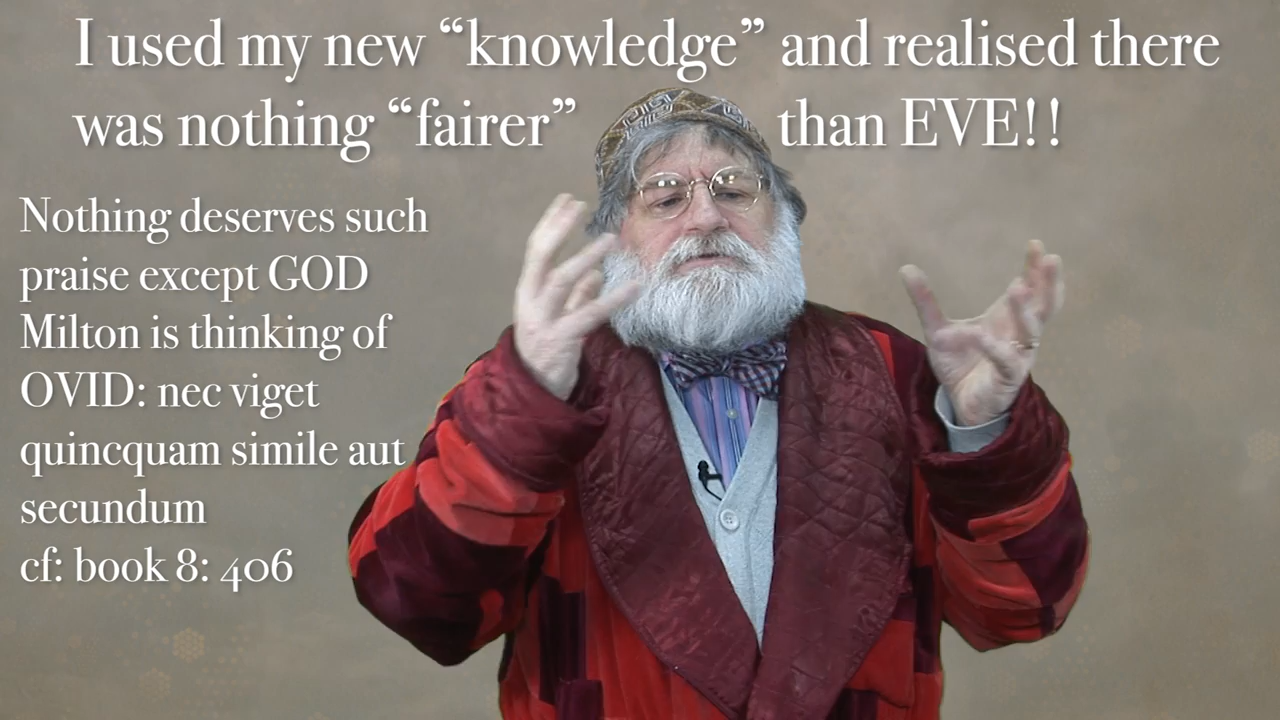 I used my new “knowledge” and realised there
was nothing “fairer” than EVE!!
Nothing deserves such
praise except GOD
Milton is thinking of
OVID: nec viget
quincquam simile aut
secundum
cf: book 8: 406